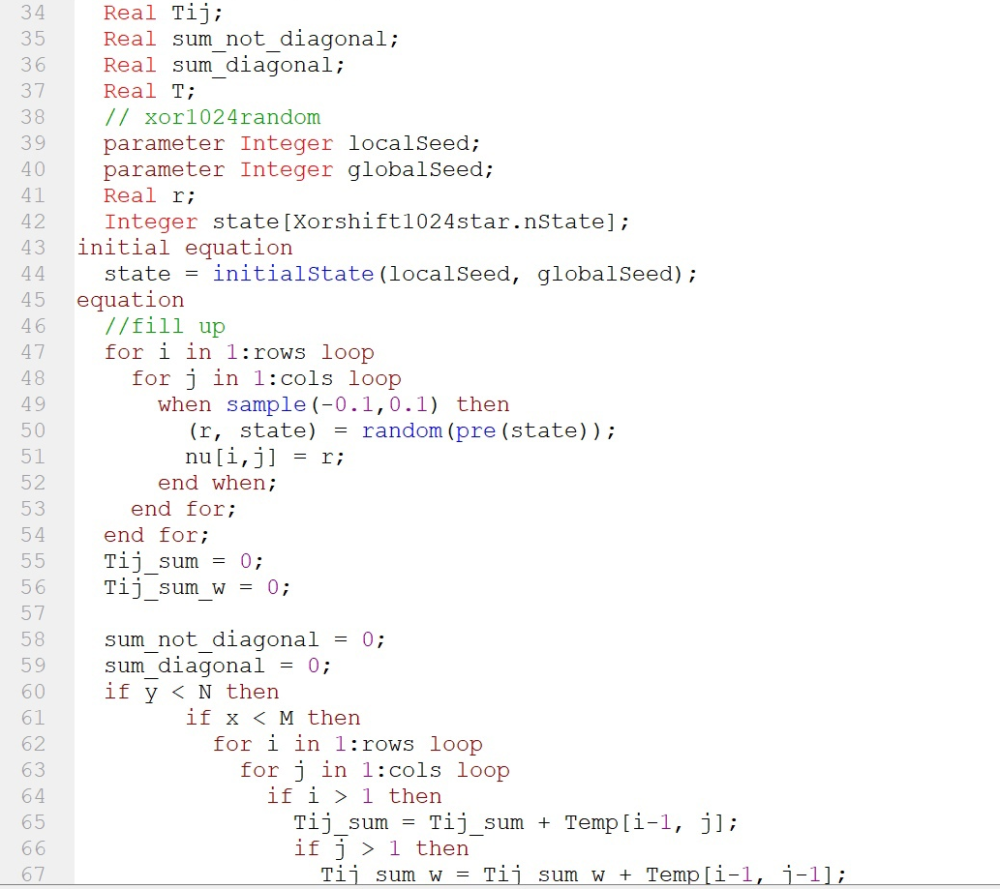 34 Real Tij;
35 Real sum_not_diagonal;
36 Real sum_diagonal;
37 Real T;
38 // xor1024random
39 parameter Integer localSeed;
40 parameter Integer globalSeed;
41 Real r;
42 Integer state[Xorshift1024star.nState];
43 initial equation
44 state = initialState(localSeed, globalSeed);
45 equation
46 //fill up
47 for i in 1:rows loop
48 for j in 1:cols loop
49 when sample(-0.1,0.1) then
50 (r, state) = random(pre(state));
51 nu[i,j] = r;
52 end when;
53 end for;
54 end for;
55 Tij_sum = 0;
56 Tij_sum_w = 0;
57
58 sum_not_diagonal = 0;
59 sum_diagonal = 0;
60 if y < N then
61 if x < M then
62 for i in 1:rows loop
63 for j in 1:cols loop
64 if i > 1 then
65 Tij_sum = Tij_sum + Temp[i-1, j];
66 if j > 1 then
67 Tij_sum_w = Tij_sum_w + Temp[i-1, j-1];